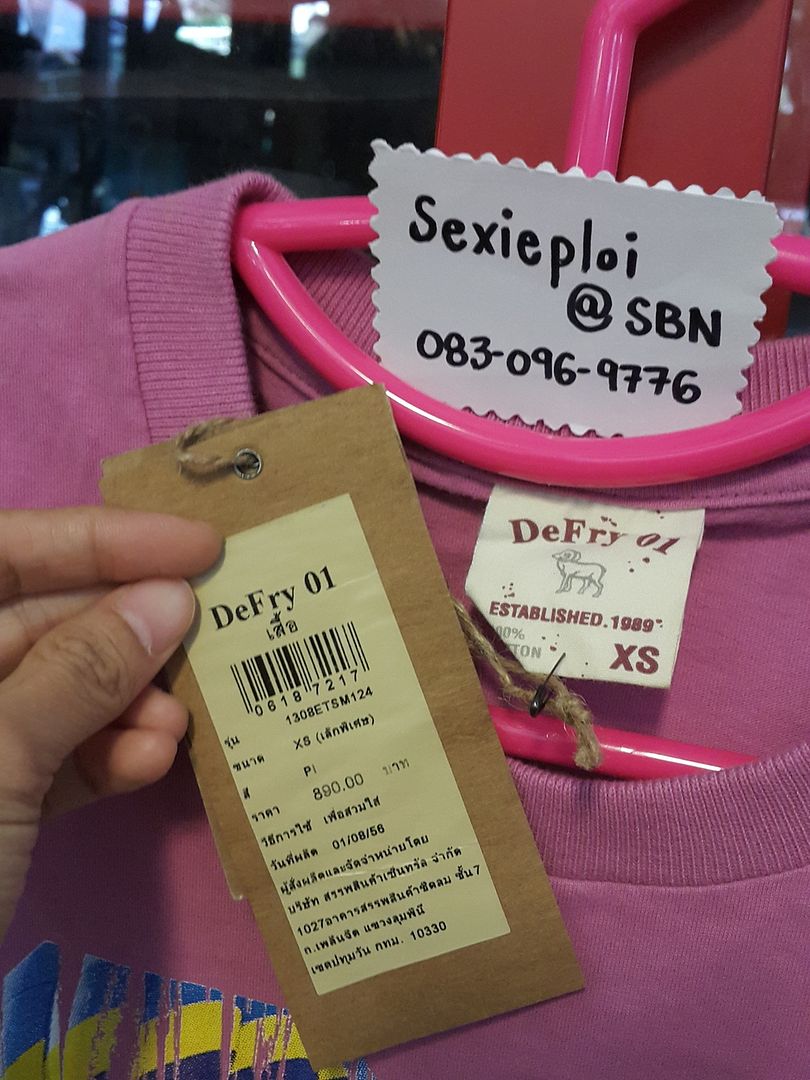 Sexieploi
@ SBN
083-096-9776
DeFry 01
ESTABLISHED.1989
00%
TON
XS
DeFry 01
เสื้อ
06187217
รุ่น 1308ETSM124
ขนาด XS (เล็กพิเศษ)
สี PI
ราคา 890.00 บาท
วิธีการใช้ เพื่อสวมใส่
วันที่ผลิต 01/08/56
ผู้สั่งผลิตและจัดจำหน่ายโดย
บริษัท สรรพสินค้าเซ็นทรัล จำกัด
1027อาคารสรรพสินค้าชิดลม ชั้น7
ถ.เพลินจิต แขวงลุมพินี
เขตปทุมวัน กทม. 10330